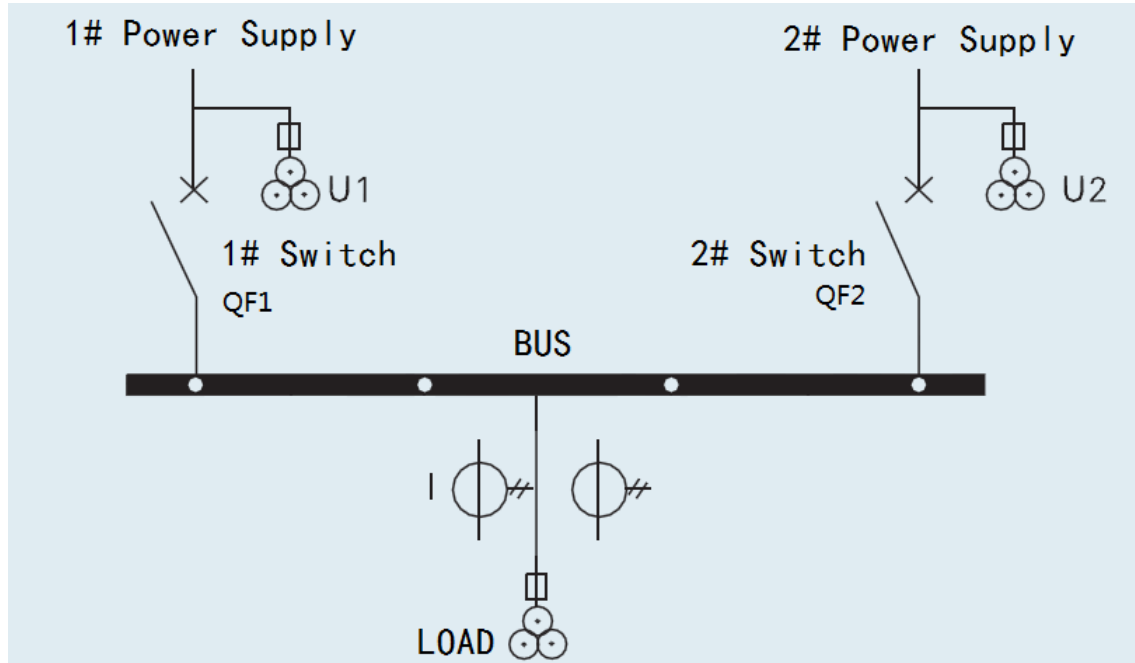 1# Power Supply
2# Power Supply
U1
U2
1# Switch
2# Switch
QF1
QF2
BUS
I
LOAD